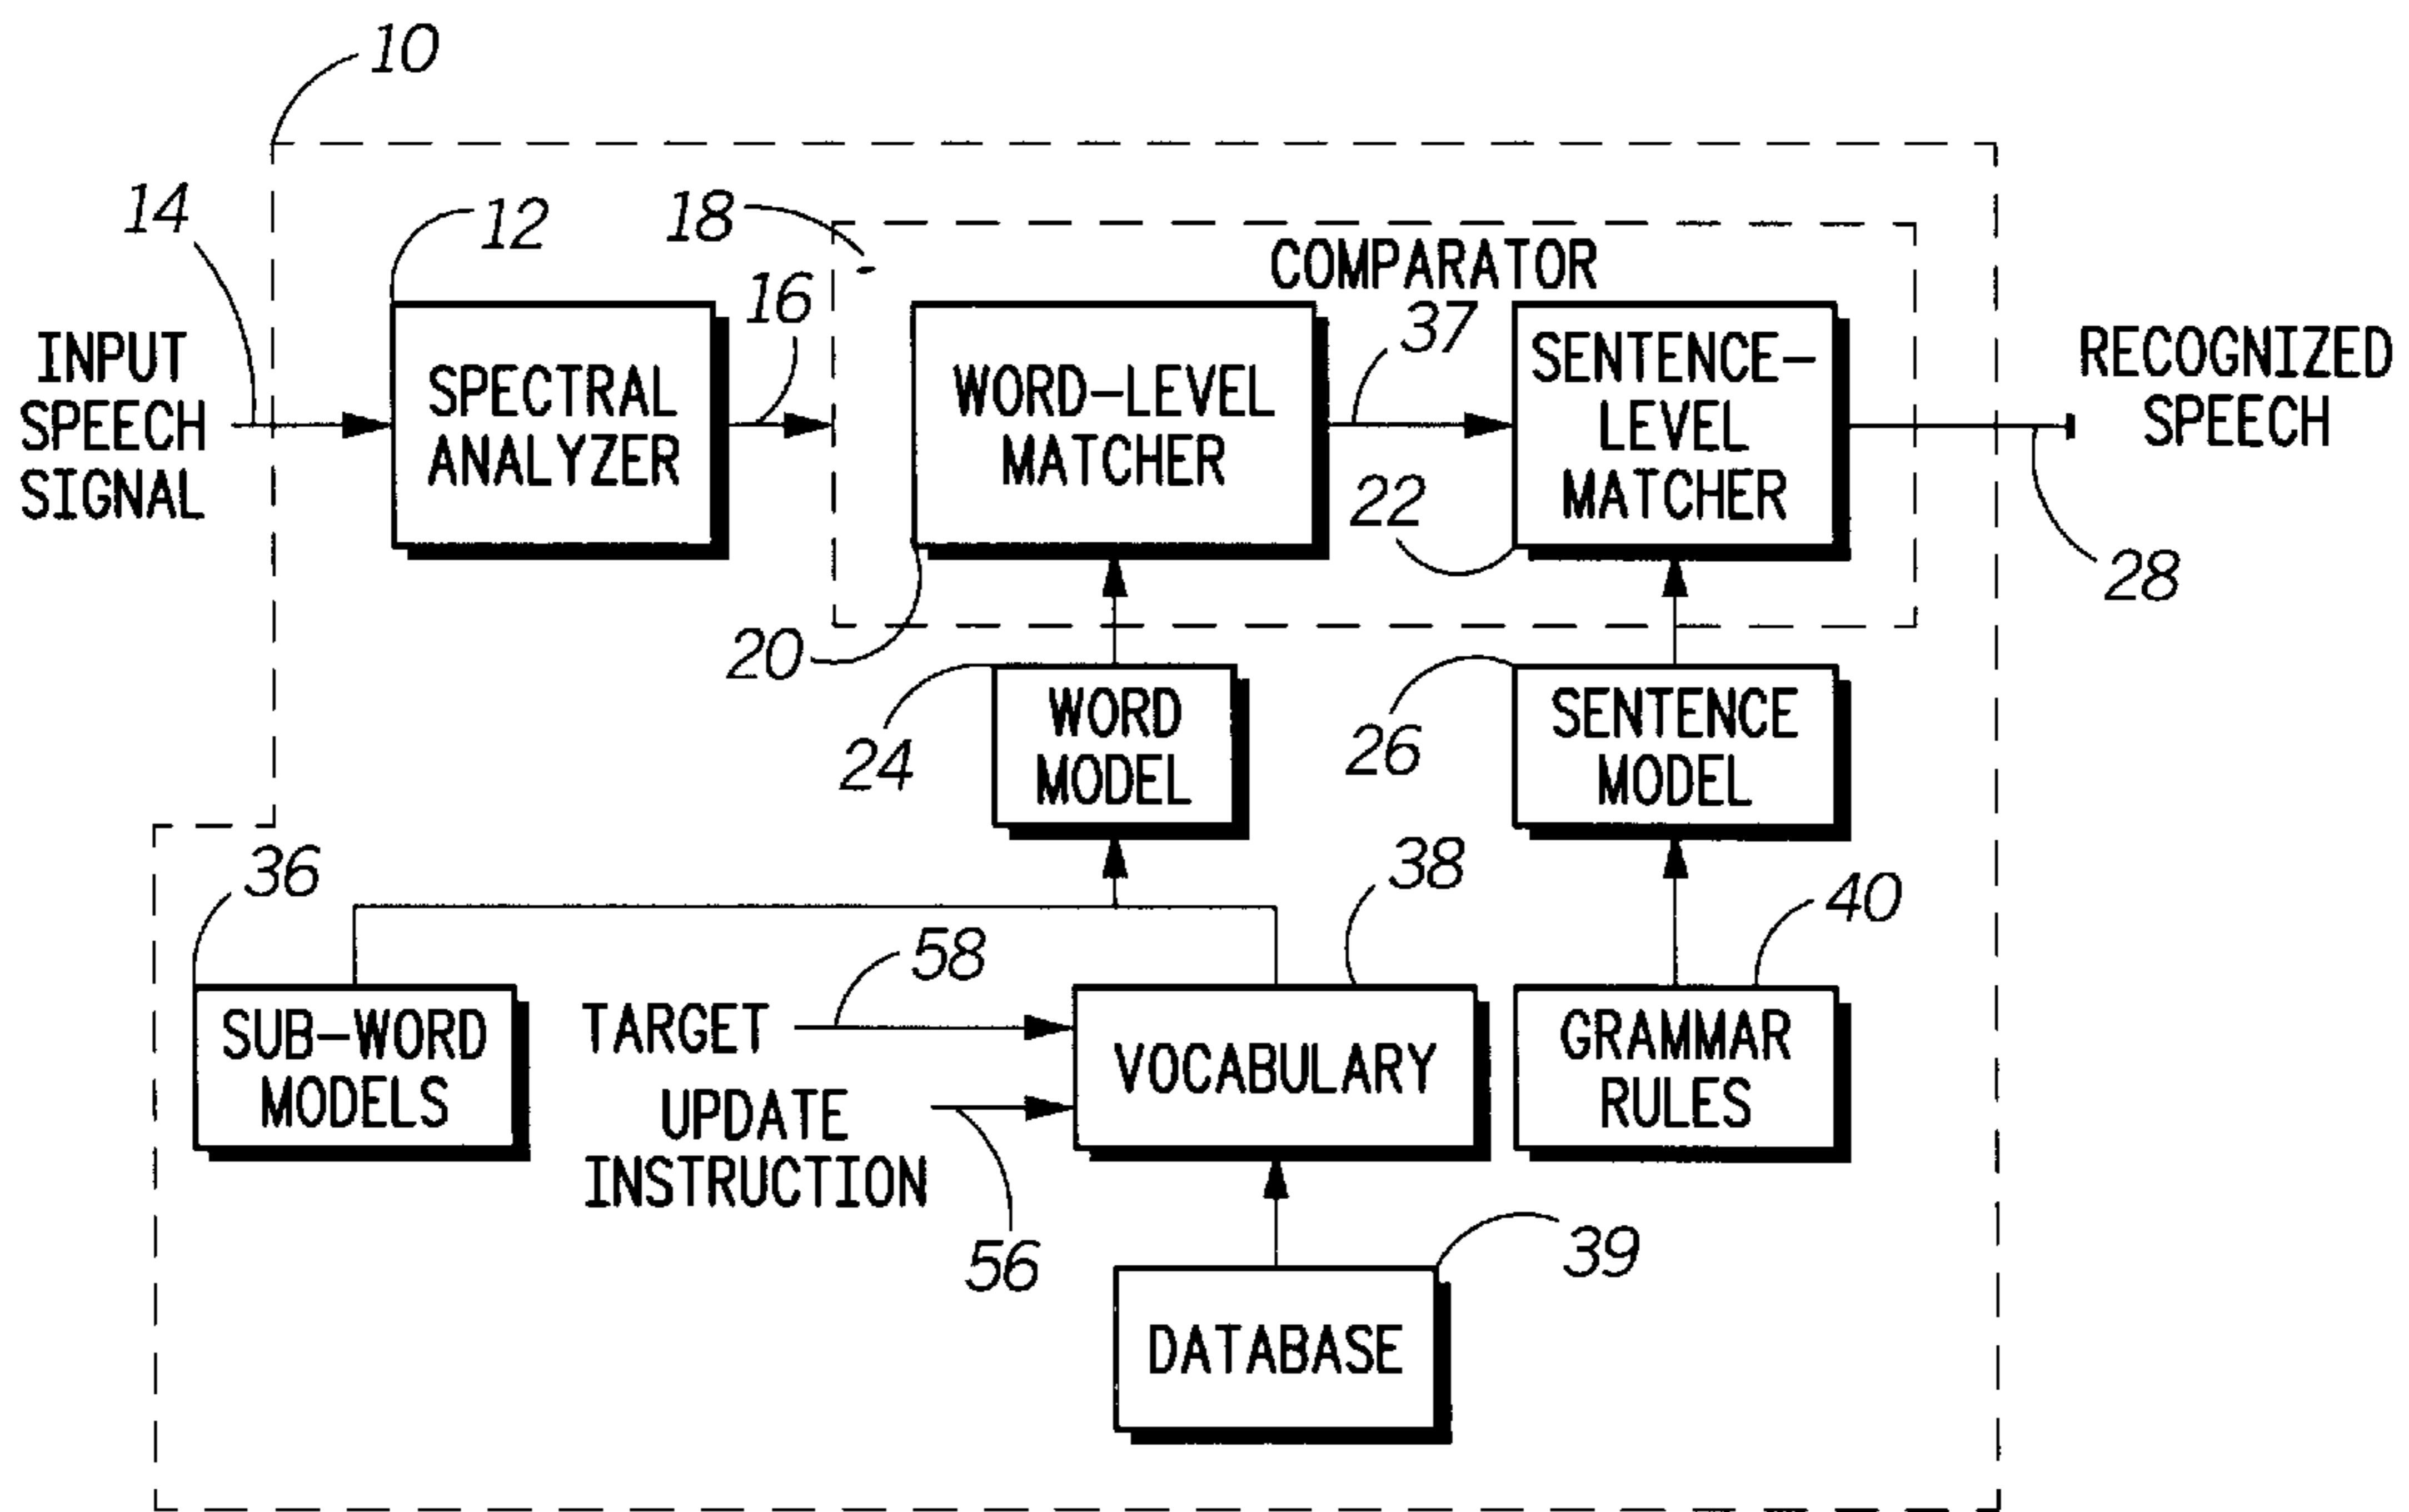 10
14
12
18
COMPARATOR
16
37
INPUT
SPEECH
SIGNAL
SPECTRAL
ANALYZER
WORD-LEVEL
MATCHER
SENTENCE-
LEVEL
MATCHER
RECOGNIZED
SPEECH
22
28
20
24
WORD
MODEL
26
SENTENCE
MODEL
36
38
40
58
SUB-WORD
MODELS
TARGET
UPDATE
INSTRUCTION
VOCABULARY
GRAMMAR
RULES
56
39
DATABASE